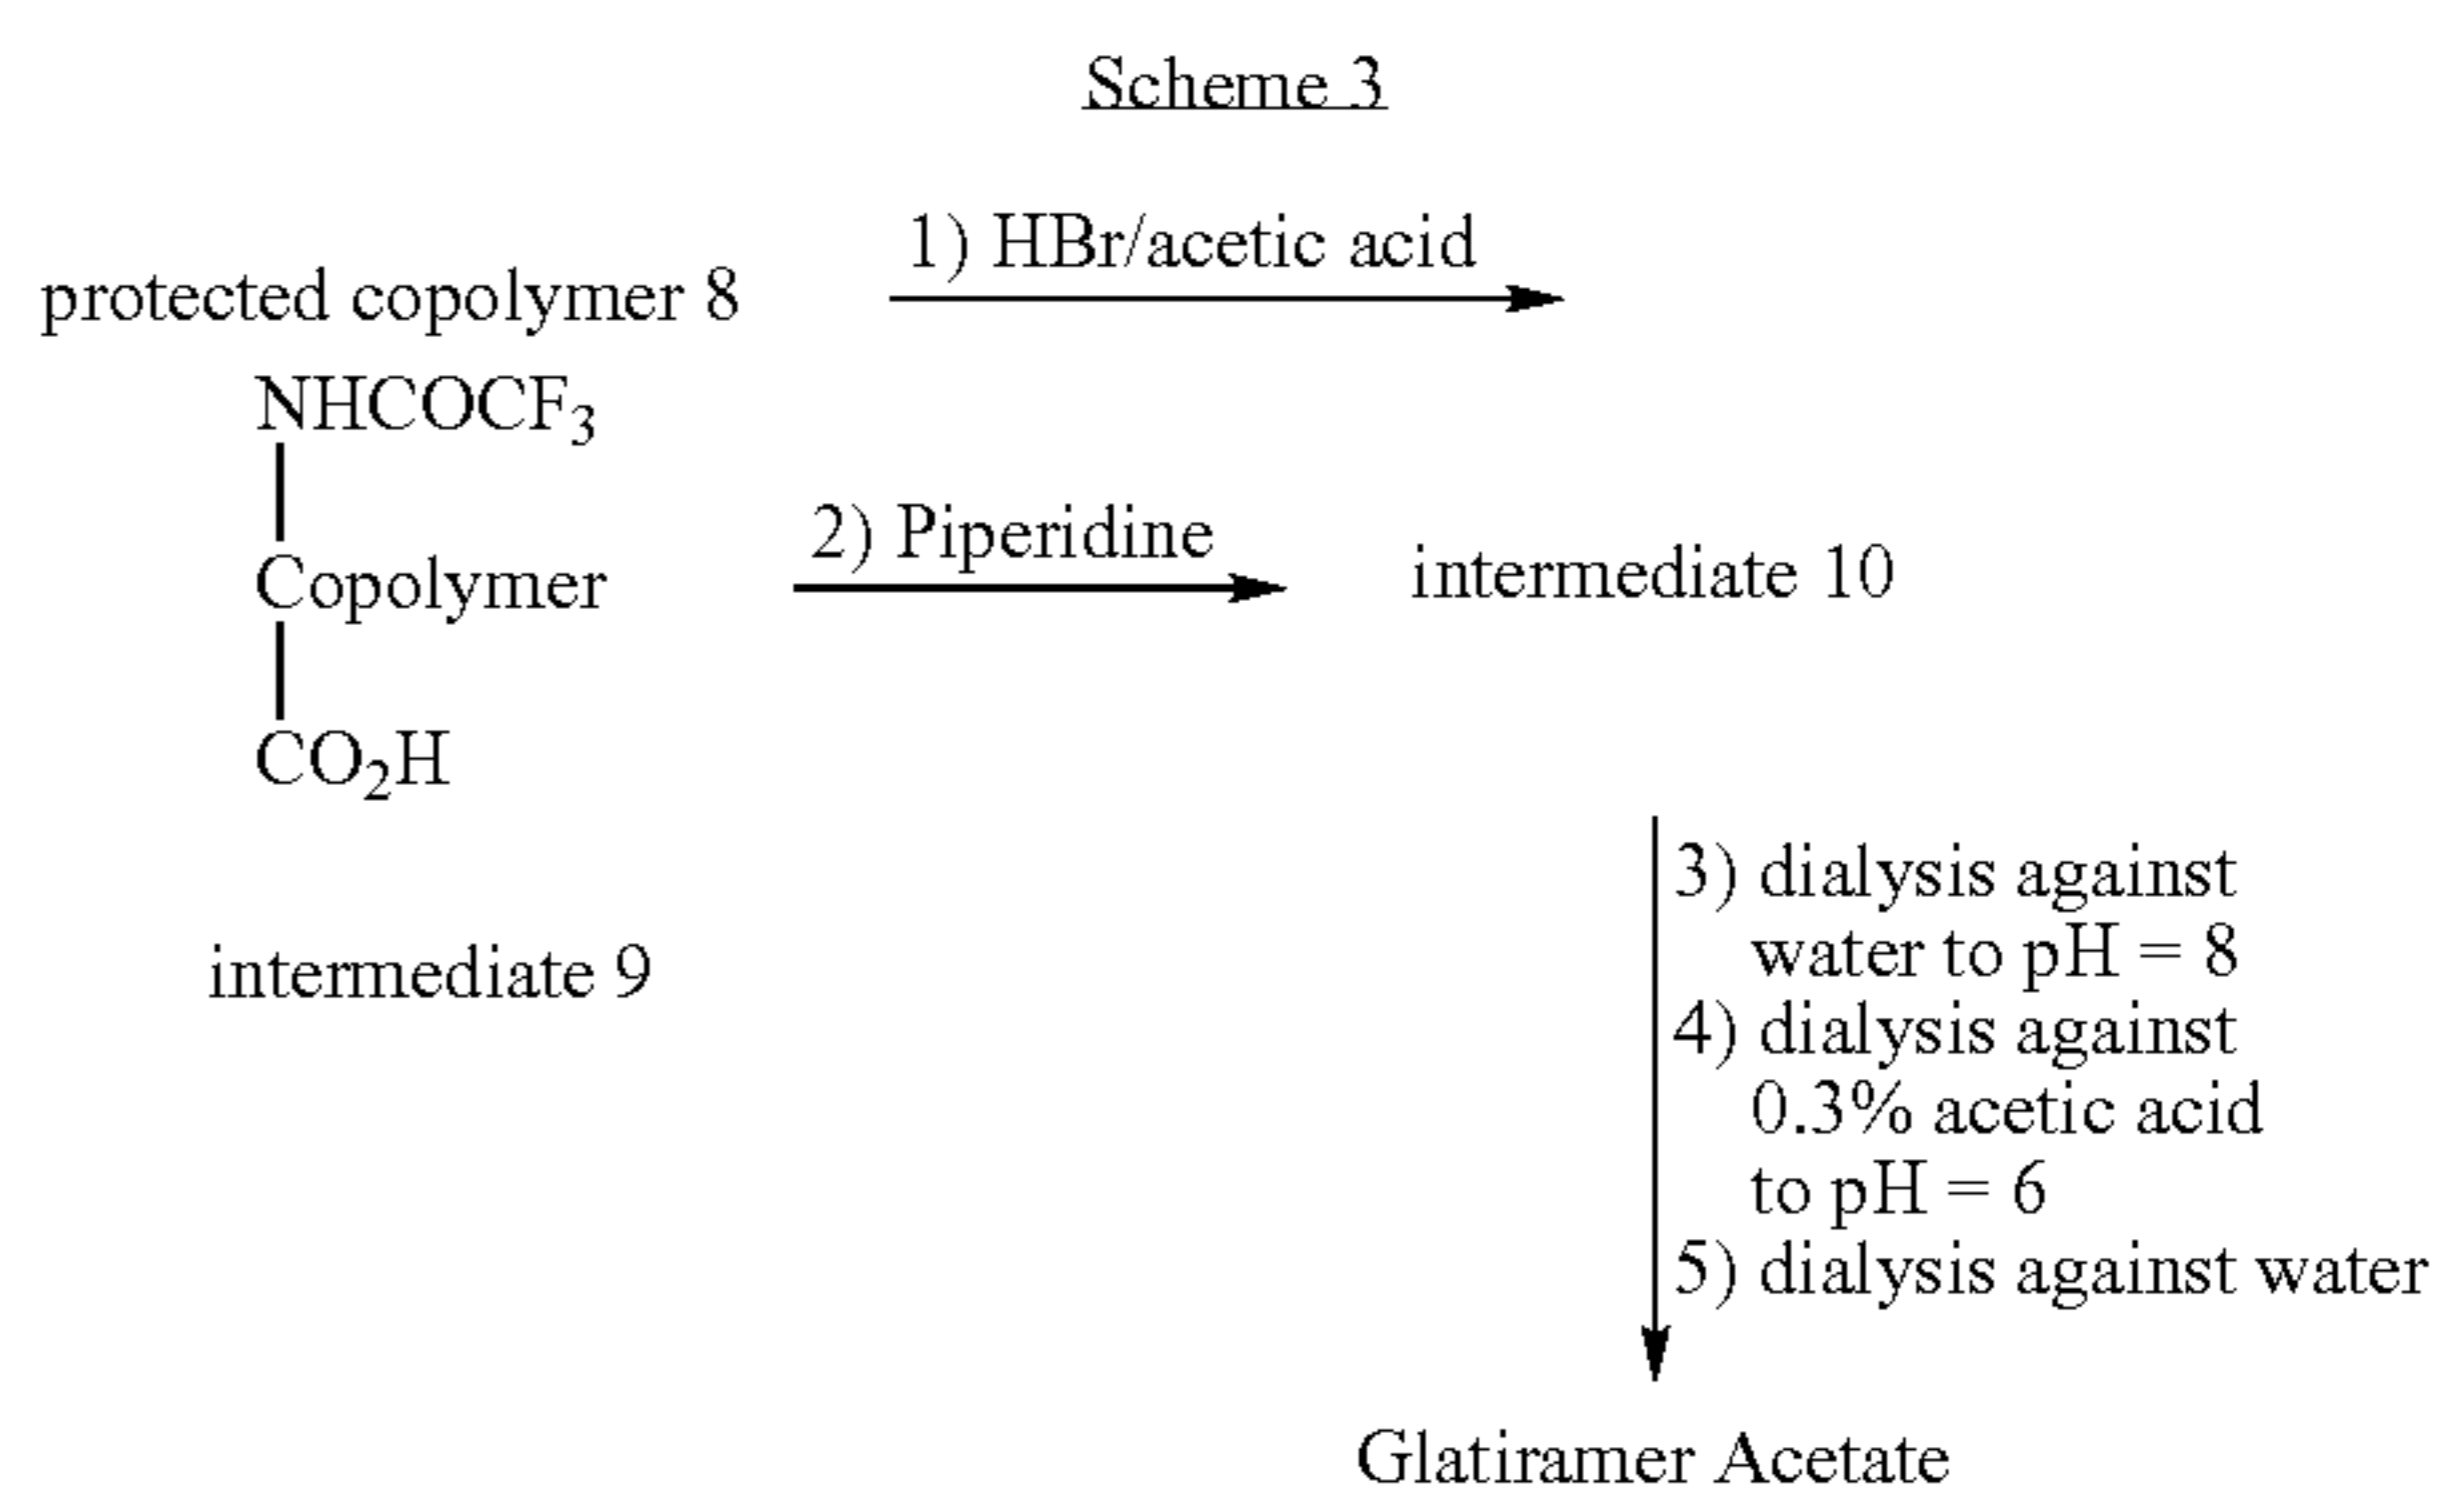 Scheme 3
1) HBr/acetic acid
protected copolymer 8
NHCOCF3
2) Piperidine
Copolymer
intermediate 10
CO2H
intermediate 9
3) dialysis against
water to pH = 8
4) dialysis against
0.3% acetic acid
to pH = 6
5) dialysis against water
Glatiramer Acetate